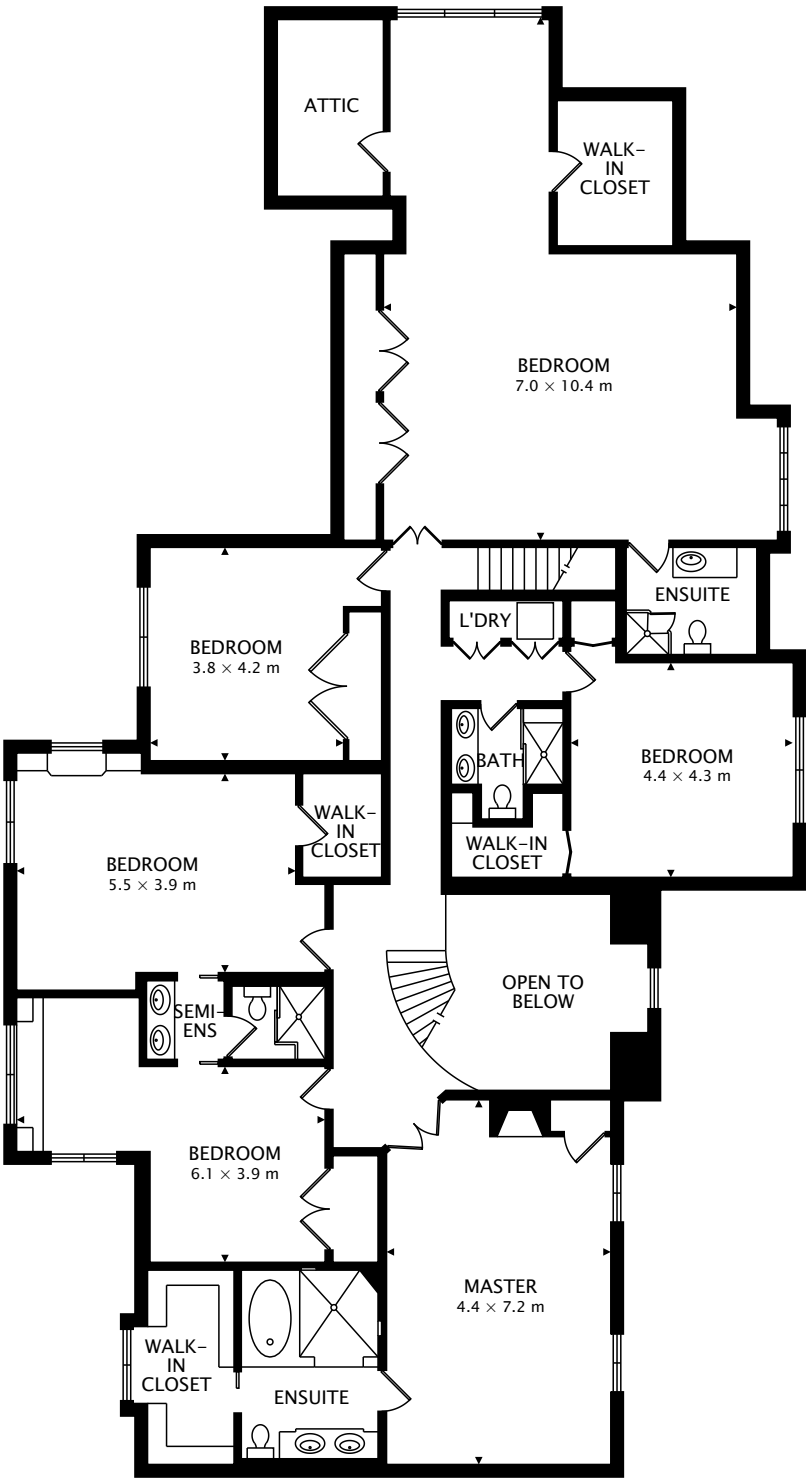 ATTIC
WALK-
IN
CLOSET
BEDROOM
7.0 × 10.4 m
ENSUITE
L'DRY
BEDROOM
3.8 × 4.2 m
BATH
BEDROOM
4.4 × 4.3 m
WALK-
IN
CLOSET
WALK-IN
CLOSET
BEDROOM
5.5 × 3.9 m
OPEN TO
BELOW
SEMI-
ENS
BEDROOM
6.1 × 3.9 m
MASTER
4.4 × 7.2 m
WALK-
IN
CLOSET
ENSUITE